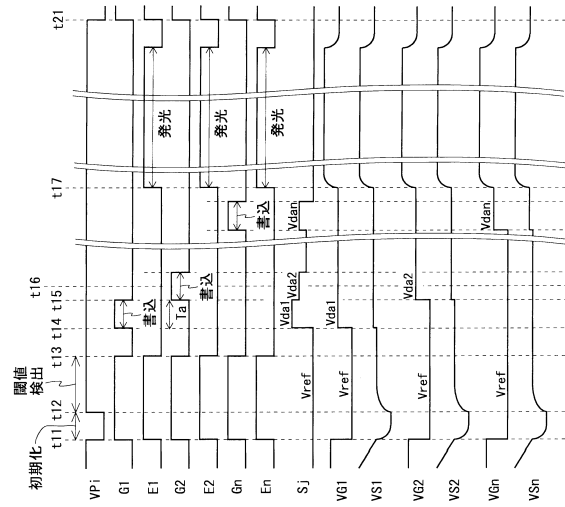 初期化
閾値
検出
t11
t12
t13
t14
t15
t16
t17
t21
VPi
G1
書込
E1
発光
G2
Ta
書込
E2
発光
Gn
書込
En
発光
Sj
Vref
Vda1
Vda2
Vdan
VG1
Vref
Vda1
VS1
VG2
Vref
Vda2
VS2
VGn
Vref
Vdan
VSn